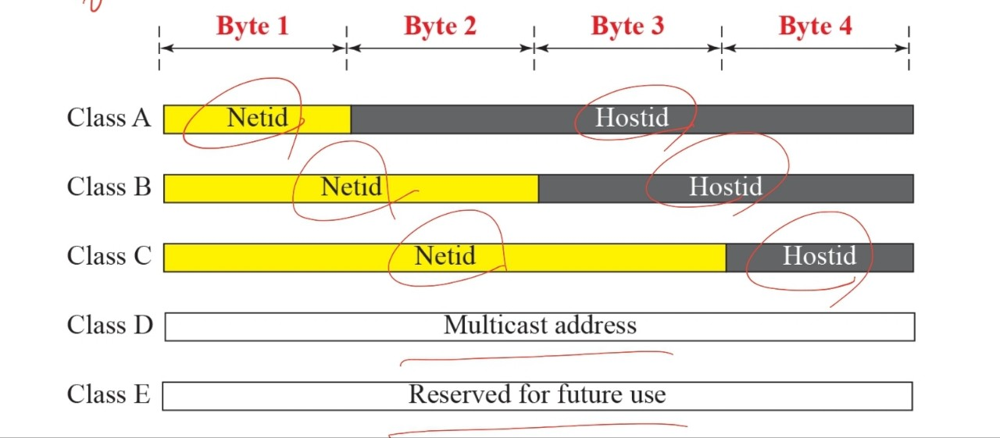 Byte 1 Byte 2 Byte 3 Byte 4
Class A Netid Hostid
Class B Netid Hostid
Class C Netid Hostid
Class D Multicast address
Class E Reserved for future use